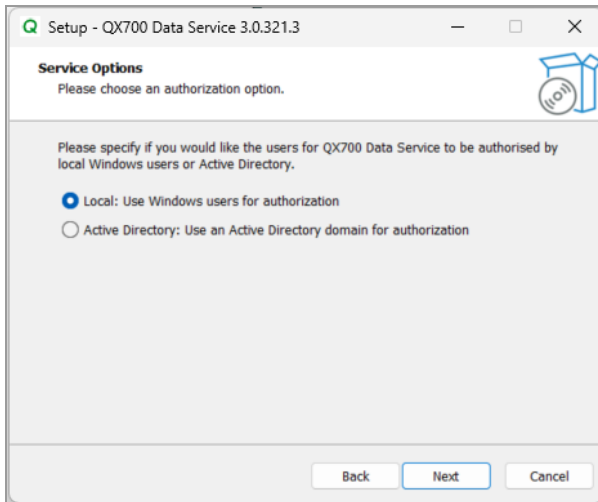 Setup - QX700 Data Service 3.0.321.3
Service Options
Please choose an authorization option.
Please specify if you would like the users for QX700 Data Service to be authorised by
local Windows users or Active Directory.
Local: Use Windows users for authorization
Active Directory: Use an Active Directory domain for authorization
Back
Next
Cancel